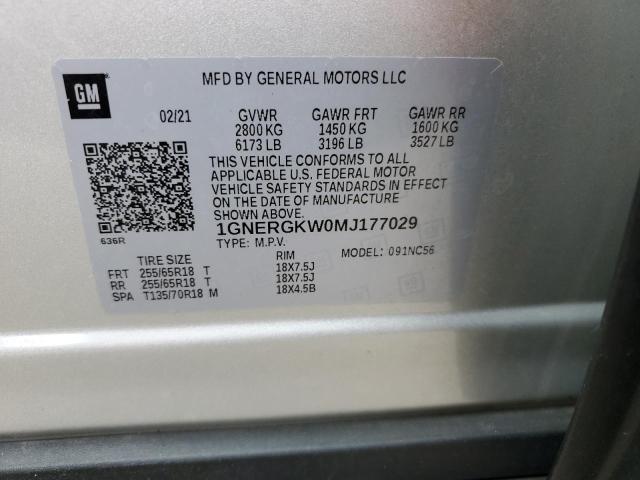 GM
MFD BY GENERAL MOTORS LLC
02/21 GVWR GAWR FRT GAWR RR
2800 KG 1450 KG 1600 KG
6173 LB 3196 LB 3527 LB
THIS VEHICLE CONFORMS TO ALL
APPLICABLE U.S. FEDERAL MOTOR
VEHICLE SAFETY STANDARDS IN EFFECT
ON THE DATE OF MANUFACTURE
SHOWN ABOVE.
636R
1GNERGKW0MJ177029
TYPE: M.P.V. MODEL: 091NC56
TIRE SIZE RIM
FRT 255/65R18 T 18X7.5J
RR 255/65R18 T 18X7.5J
SPA T135/70R18 M 18X4.5B